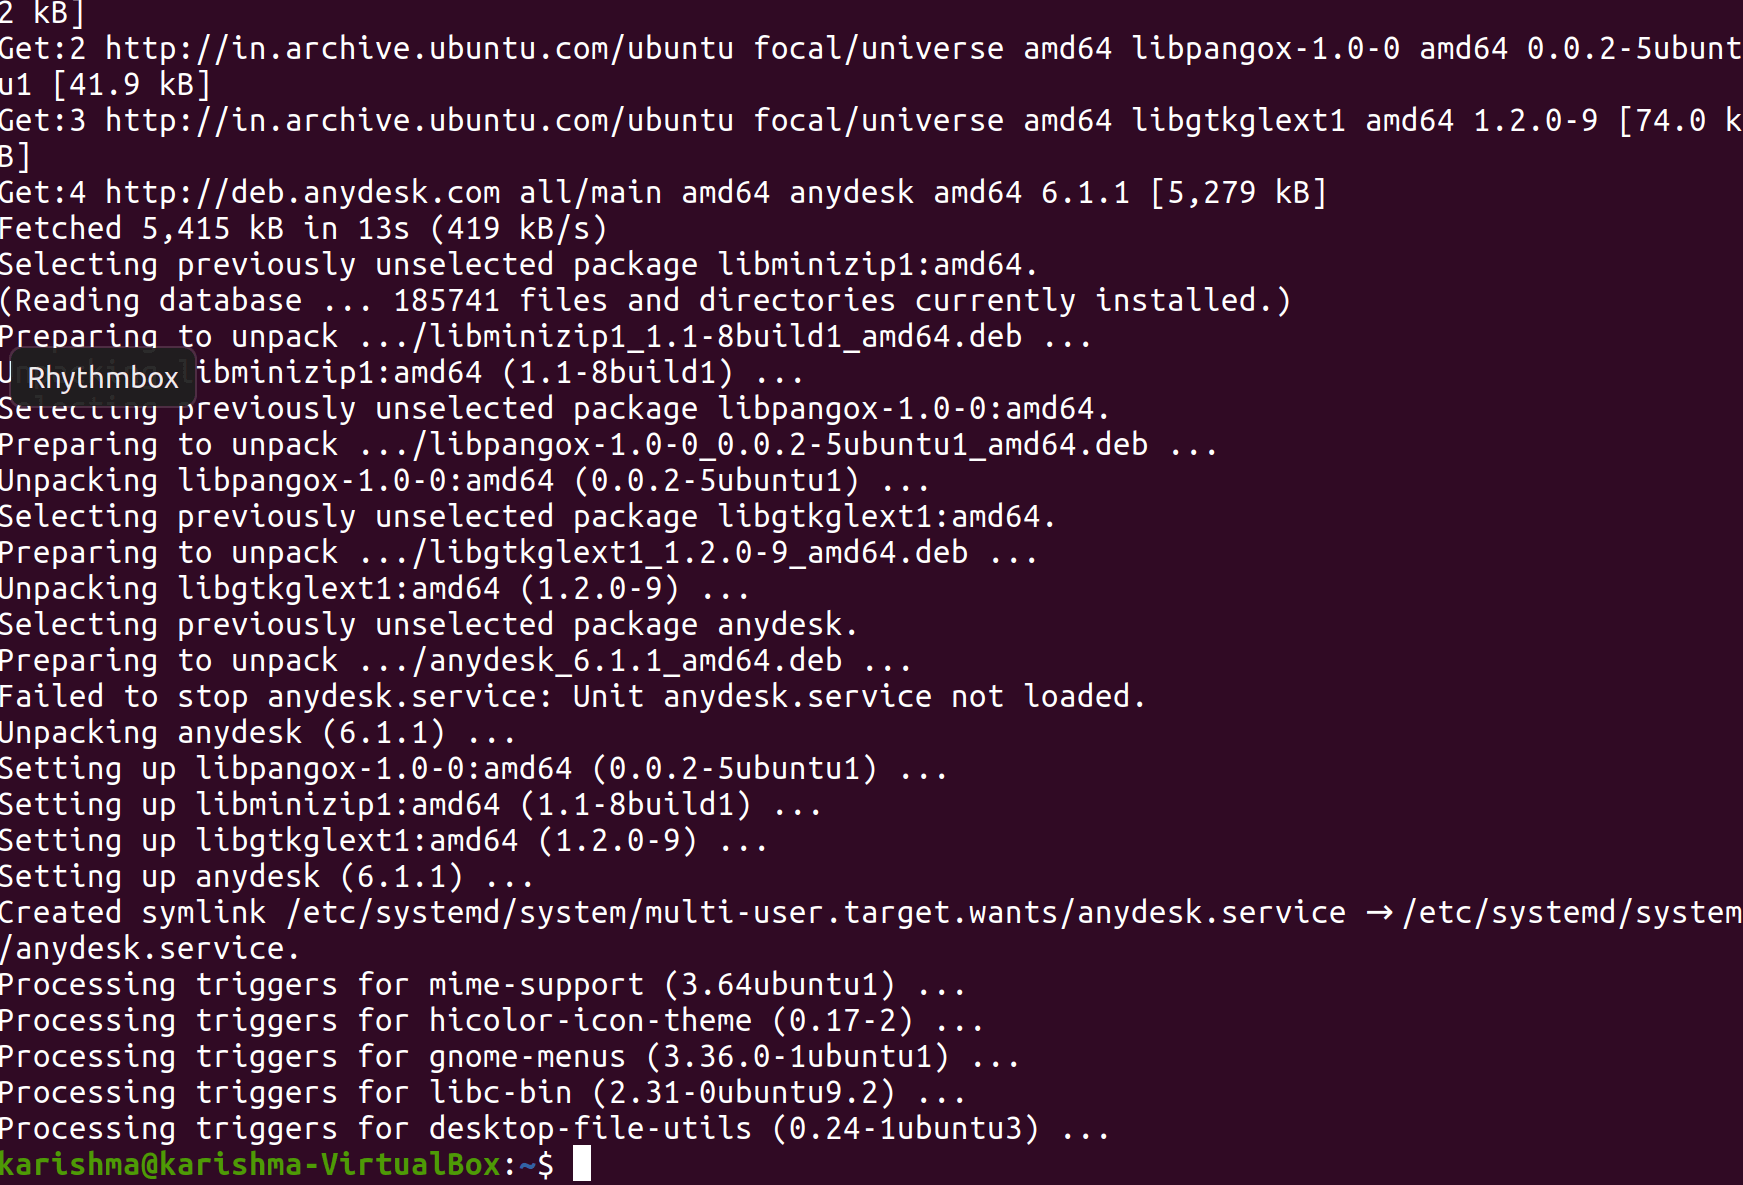 2 kB]
Get:2 http://in.archive.ubuntu.com/ubuntu focal/universe amd64 libpangox-1.0-0 amd64 0.0.2-5ubunt
u1 [41.9 kB]
Get:3 http://in.archive.ubuntu.com/ubuntu focal/universe amd64 libgtkglext1 amd64 1.2.0-9 [74.0 k
B]
Get:4 http://deb.anydesk.com all/main amd64 anydesk amd64 6.1.1 [5,279 kB]
Fetched 5,415 kB in 13s (419 kB/s)
Selecting previously unselected package libminizip1:amd64.
(Reading database ... 185741 files and directories currently installed.)
Preparing to unpack .../libminizip1_1.1-8build1_amd64.deb ...
Unpacking libminizip1:amd64 (1.1-8build1) ...
Rhythmbox
Selecting previously unselected package libpangox-1.0-0:amd64.
Preparing to unpack .../libpangox-1.0-0_0.0.2-5ubuntu1_amd64.deb ...
Unpacking libpangox-1.0-0:amd64 (0.0.2-5ubuntu1) ...
Selecting previously unselected package libgtkglext1:amd64.
Preparing to unpack .../libgtkglext1_1.2.0-9_amd64.deb ...
Unpacking libgtkglext1:amd64 (1.2.0-9) ...
Selecting previously unselected package anydesk.
Preparing to unpack .../anydesk_6.1.1_amd64.deb ...
Failed to stop anydesk.service: Unit anydesk.service not loaded.
Unpacking anydesk (6.1.1) ...
Setting up libpangox-1.0-0:amd64 (0.0.2-5ubuntu1) ...
Setting up libminizip1:amd64 (1.1-8build1) ...
Setting up libgtkglext1:amd64 (1.2.0-9) ...
Setting up anydesk (6.1.1) ...
Created symlink /etc/systemd/system/multi-user.target.wants/anydesk.service → /etc/systemd/system
/anydesk.service.
Processing triggers for mime-support (3.64ubuntu1) ...
Processing triggers for hicolor-icon-theme (0.17-2) ...
Processing triggers for gnome-menus (3.36.0-1ubuntu1) ...
Processing triggers for libc-bin (2.31-0ubuntu9.2) ...
Processing triggers for desktop-file-utils (0.24-1ubuntu3) ...
karishma@karishma-VirtualBox:~$